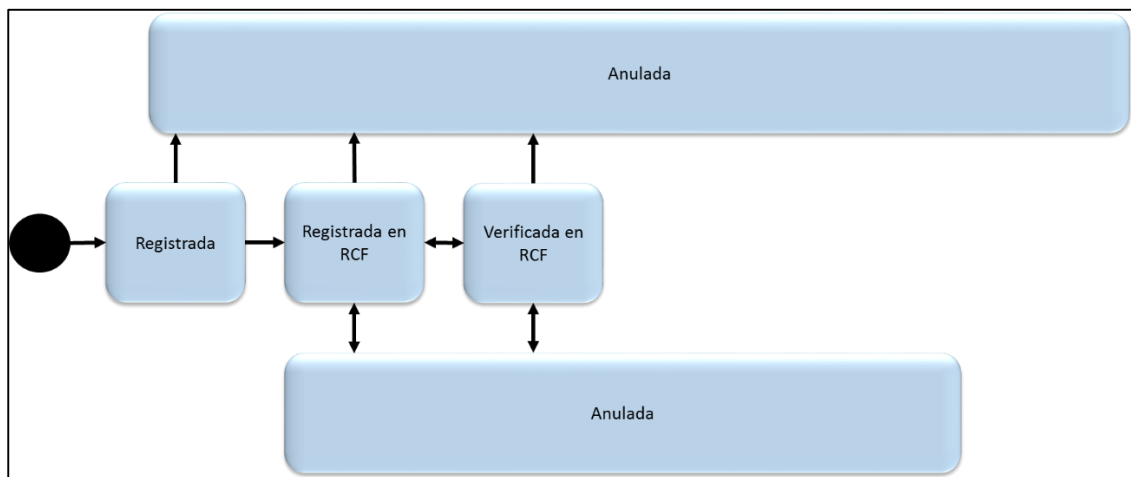 Anulada
Registrada
Registrada en
RCF
Verificada en
RCF
Anulada